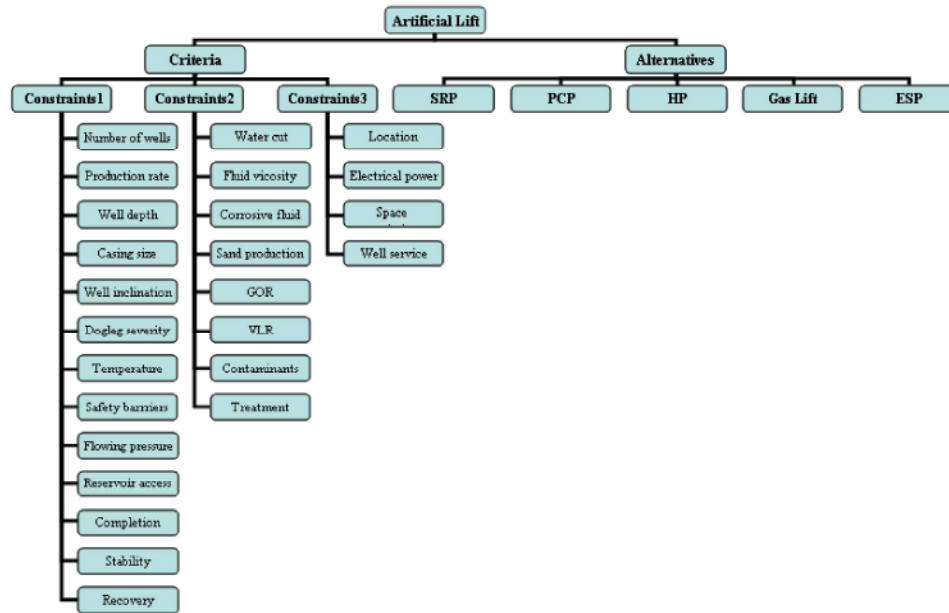 Artificial Lift
Criteria
Alternatives
Constraints1
Constraints2
Constraints3
SRP
PCP
HP
Gas Lift
ESP
Number of wells
Production rate
Well depth
Casing size
Well inclination
Dogleg severity
Temperature
Safety barrriers
Flowing pressure
Reservoir access
Completion
Stability
Recovery
Water cut
Fluid vicosity
Corrosive fluid
Sand production
GOR
VLR
Contaminants
Treatment
Location
Electrical power
Space
Well service